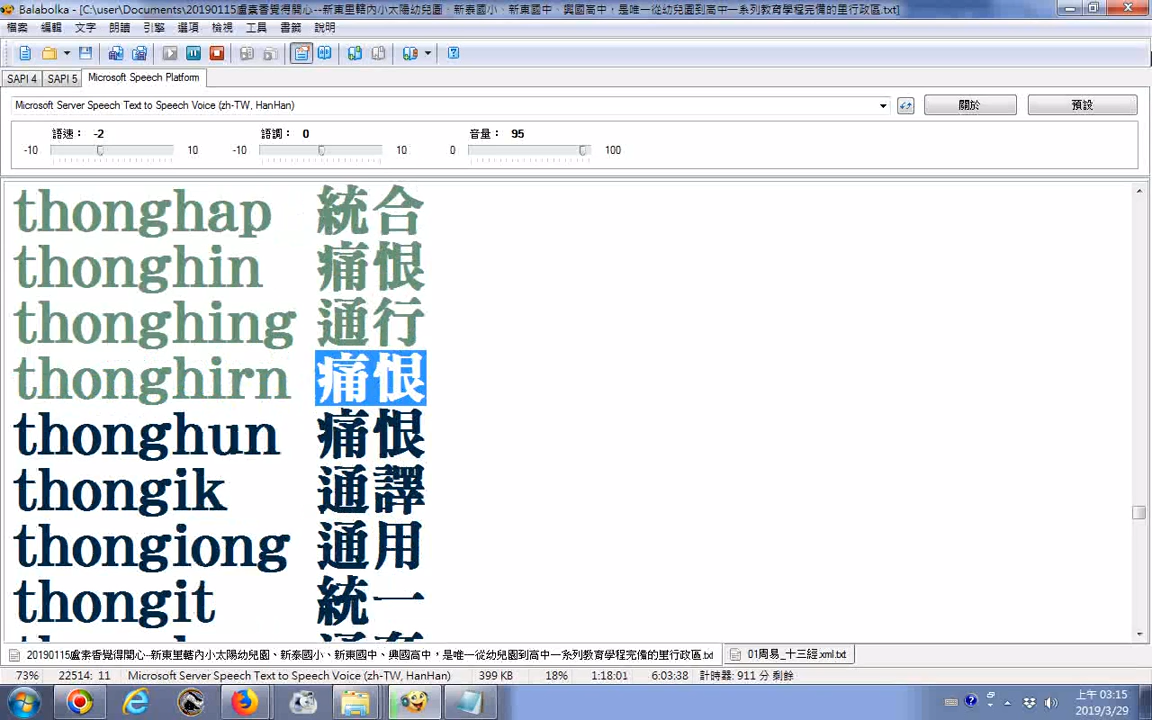 Balabolka - [C:\user\Documents\20190115盧素香覺得開心--新東里轄內小太陽幼兒園、新泰國小、新東國中、興國高中，是唯一從幼兒園到高中一系列教育學程完備的里行政區.txt]
檔案 編輯 文字 朗讀 引擎 選項 檢視 工具 書籤 說明
SAPI 4 SAPI 5 Microsoft Speech Platform
Microsoft Server Speech Text to Speech Voice (zh-TW, HanHan) 關於 預設
語速： -2 語調： 0 音量： 95
-10 10 -10 10 0 100
thonghap 統合
thonghin 痛恨
thonghing 通行
thonghirn 痛恨
thonghun 痛恨
thongik 通譯
thongiong 通用
thongit 統一
20190115盧素香覺得開心--新東里轄內小太陽幼兒園、新泰國小、新東國中、興國高中，是唯一從幼兒園到高中一系列教育學程完備的里行政區.txt 01周易_十三經.xml.txt
73% 22514: 11 Microsoft Server Speech Text to Speech Voice (zh-TW, HanHan) 399 KB 18% 1:18:01 6:03:38 計時器: 911 分 剩餘
上午 03:15
2019/3/29